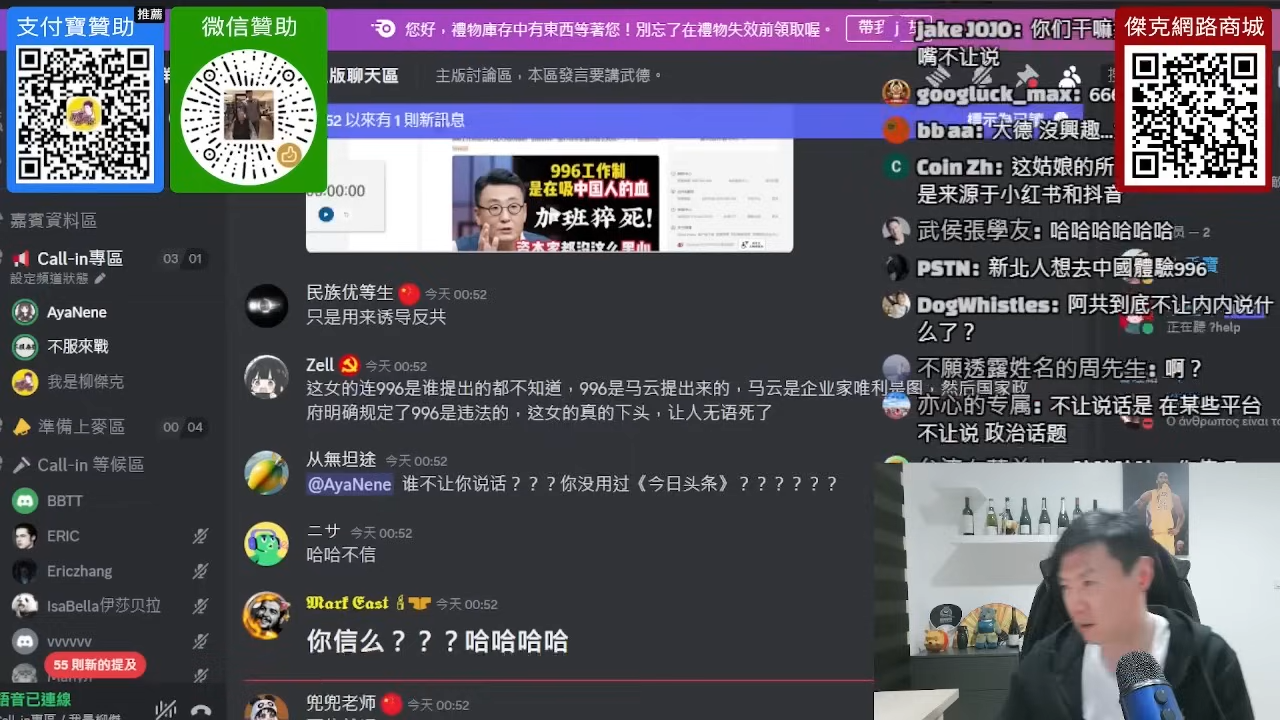 支付寶贊助
推薦
微信贊助
您好，禮物庫存中有東西等著您！別忘了在禮物失效前領取喔。
帶我
傑克網路商城
版聊天區
主版討論區，本區發言要講武德。
52 以來有 1 則新訊息
標示為已讀
:00:00
996工作制
是在吸中国人的血
加班猝死！
嘉賓資料區
Call-in專區
03 01
設定頻道狀態
AyaNene
不服來戰
我是柳傑克
準備上麥區
00 04
Call-in 等候區
BBTT
ERIC
Ericzhang
IsaBella伊莎贝拉
vvvvvv
55 則新的提及
語音已連線
民族优等生 今天 00:52
只是用来诱导反共
Zell 今天 00:52
这女的连996是谁提出的都不知道，996是马云提出来的，马云是企业家唯利是图，然后国家政
府明确规定了996是违法的，这女的真的下头，让人无语死了
从無坦途 今天 00:52
@AyaNene 谁不让你说话？？？你没用过《今日头条》？？？？？？
ニサ 今天 00:52
哈哈不信
Mark East 今天 00:52
你信么？？？哈哈哈哈
兜兜老师 今天 00:52
jake JOJO: 你们干嘛
嘴不让说
googluck_max: 666
bb aa: 大德 沒興趣...
Coin Zh: 这姑娘的所
是来源于小红书和抖音
武侯張學友: 哈哈哈哈哈哈
员 — 2
PSTN: 新北人想去中國體驗996
DogWhistles: 阿共到底不让内内说什
么了？
正在聽 ?help
不願透露姓名的周先生: 啊？
亦心的专属: 不让说话是 在某些平台
不让说 政治话题
Ο άνθρωπος είναι το